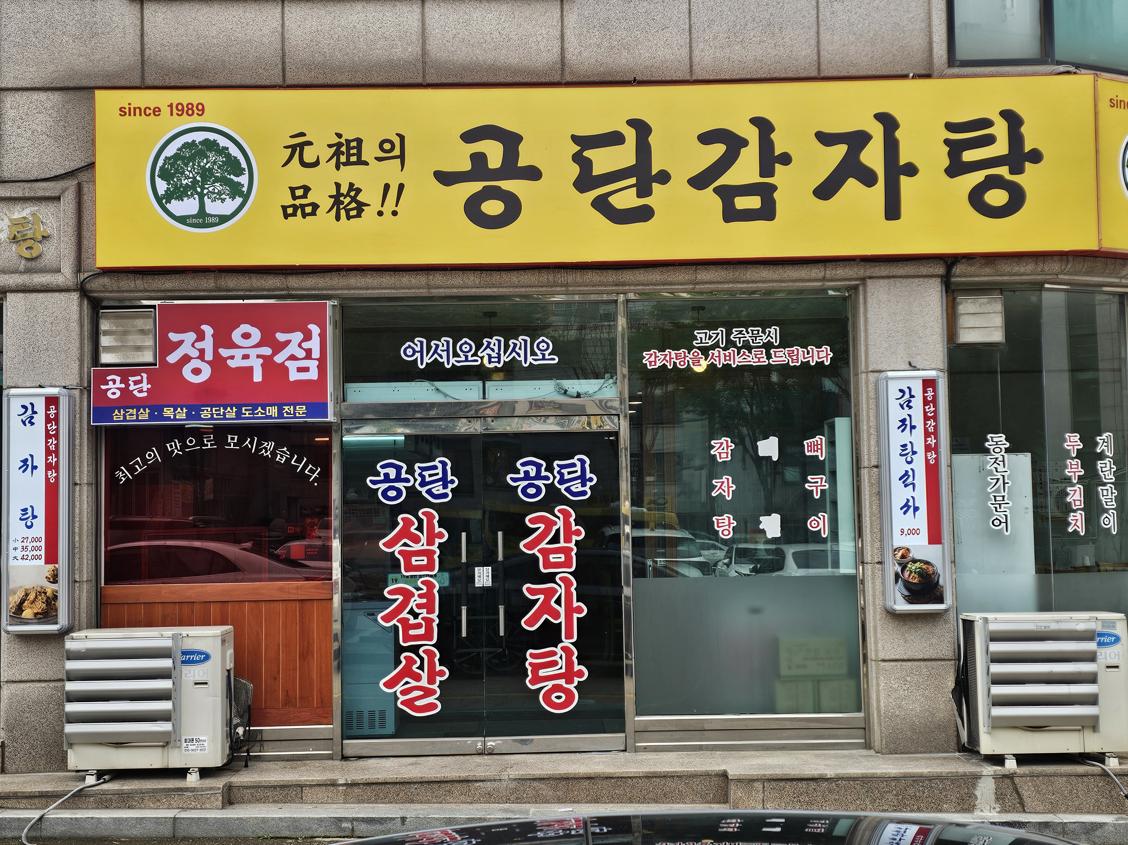 since 1989
since 1989
元祖의
品格!!
공단감자탕
탕
정육점
공단
삼겹살 · 목살 · 공단살 도소매 전문
최고의 맛으로 모시겠습니다.
어서오십시오
고기 주문시
감자탕을 서비스로 드립니다
감자탕
공단감자탕
小 27,000
中 35,000
大 42,000
공단
삼겹살
공단
감자탕
감자탕
뼈구이
감자탕식사
공단감자탕
9,000
동전가문어
두부김치
계란말이
Carrier
Carrier